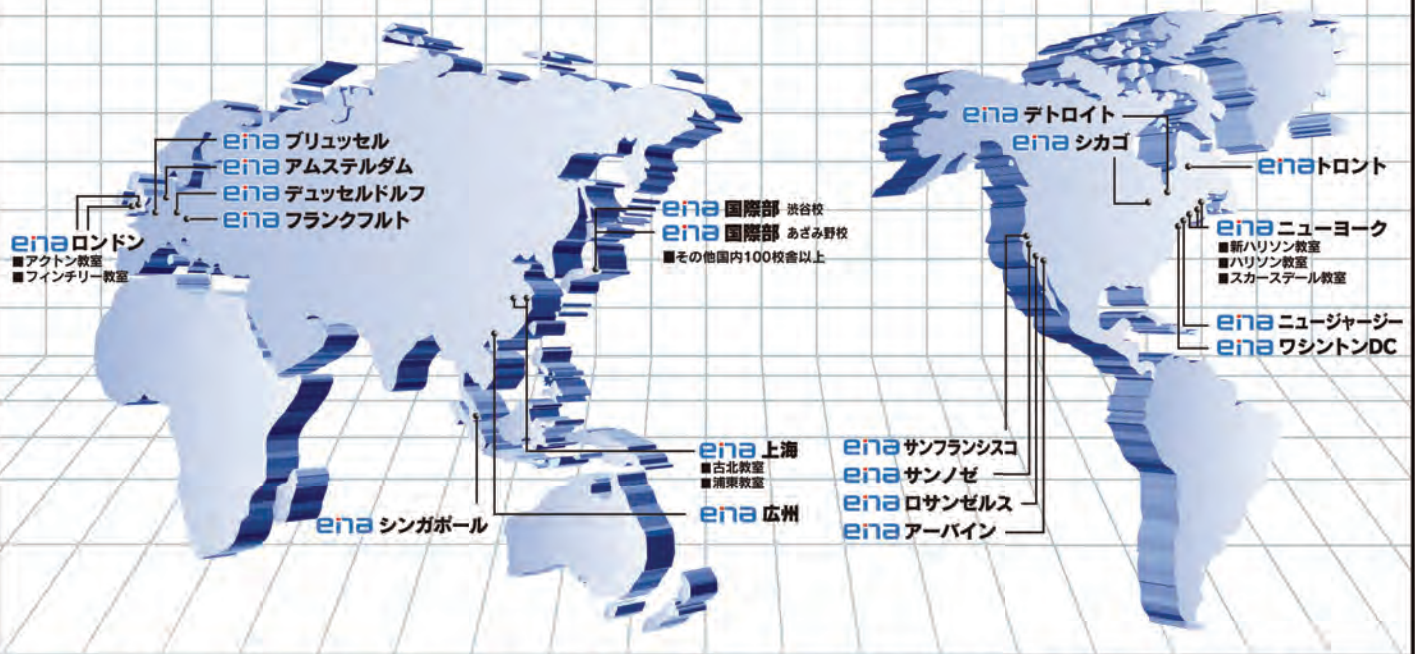 ena ブリュッセル
ena アムステルダム
ena デュッセルドルフ
ena フランクフルト
ena ロンドン
■アクトン教室
■フィンチリー教室
ena 国際部 渋谷校
ena 国際部 あざみ野校
■その他国内100校舎以上
ena 上海
■古北教室
■浦東教室
ena 広州
ena シンガポール
ena デトロイト
ena シカゴ
ena トロント
ena ニューヨーク
■新ハリソン教室
■ハリソン教室
■スカースデール教室
ena ニュージャージー
ena ワシントンDC
ena サンフランシスコ
ena サンノゼ
ena ロサンゼルス
ena アーバイン